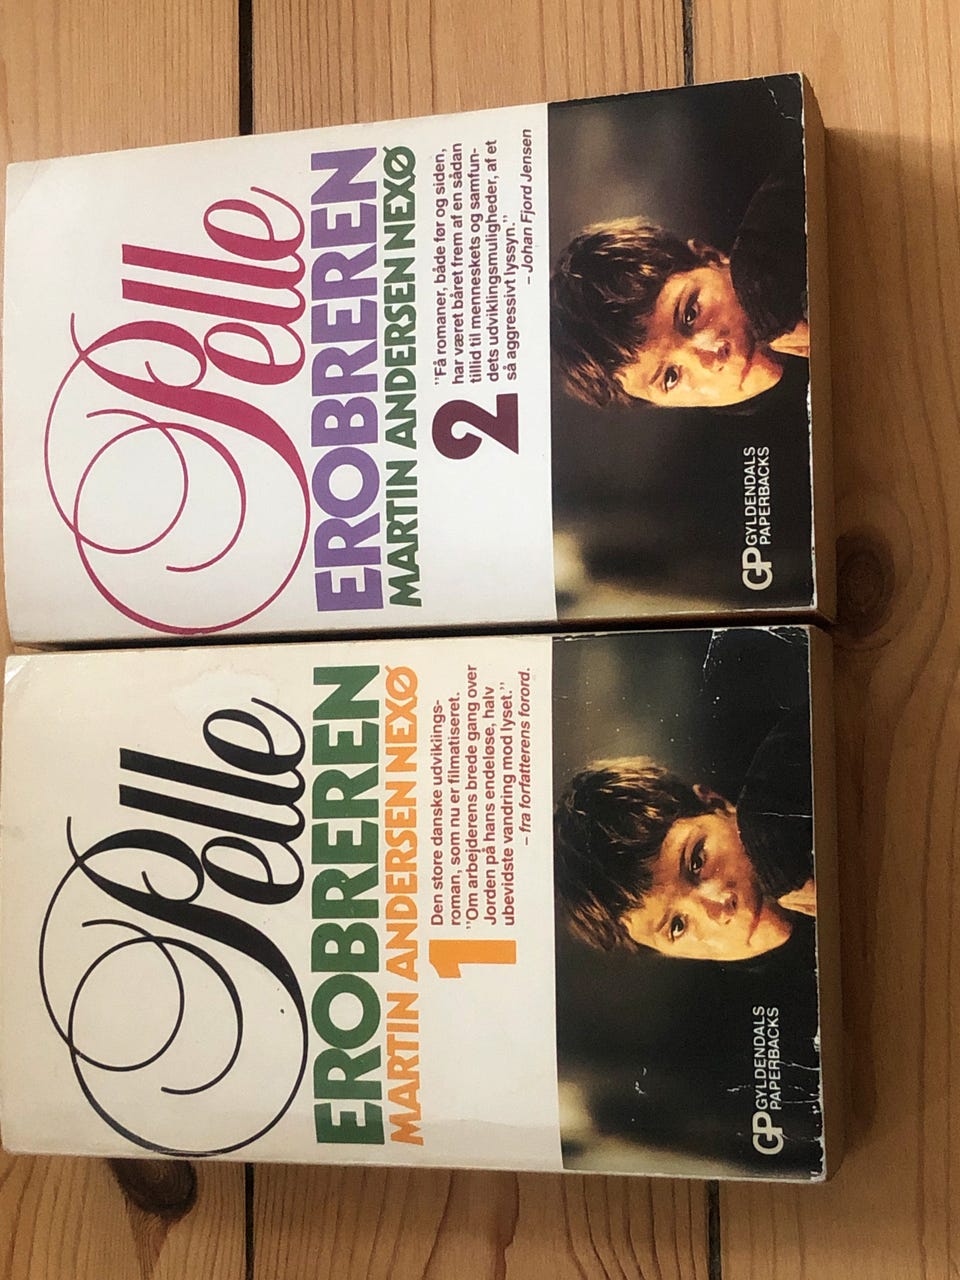 Pelle
EROBREREN
MARTIN ANDERSEN NEXØ
1
Den store danske udviklings-
roman, som nu er filmatiseret.
"Om arbejderens brede gang over
Jorden på hans endeløse, halv
ubevidste vandring mod lyset."
– fra forfatterens forord.
GP GYLDENDALS
PAPERBACKS
Pelle
EROBREREN
MARTIN ANDERSEN NEXØ
2
"Få romaner, både før og siden,
har været båret frem af en sådan
tillid til menneskets og samfun-
dets udviklingsmuligheder, af et
så aggressivt lyssyn."
– Johan Fjord Jensen
GP GYLDENDALS
PAPERBACKS